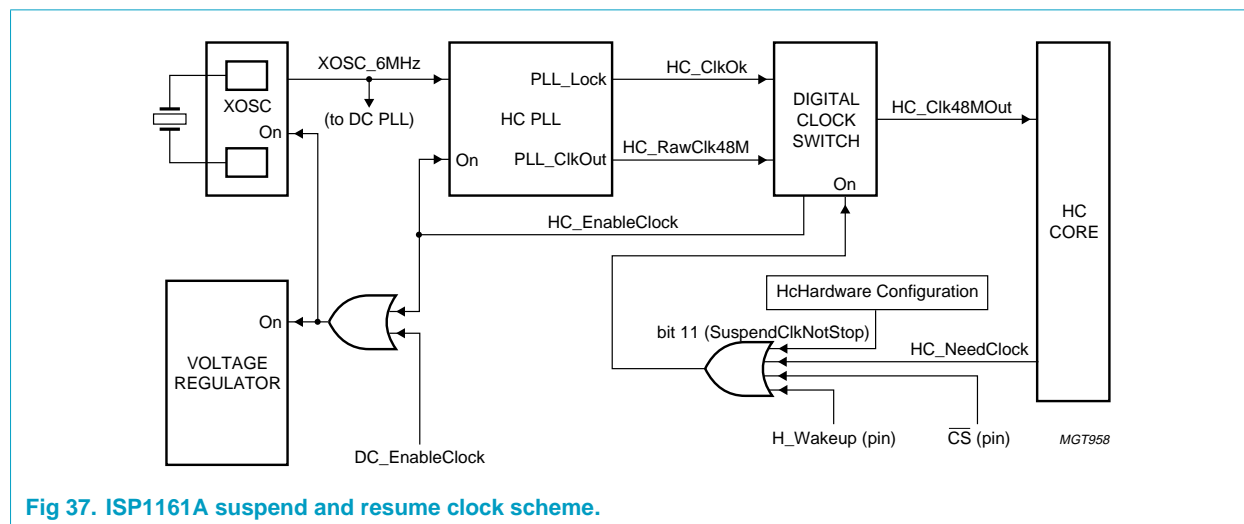 XOSC_6MHz
XOSC
On
(to DC PLL)
PLL_Lock
HC PLL
On
PLL_ClkOut
HC_ClkOk
HC_RawClk48M
DIGITAL
CLOCK
SWITCH
On
HC_Clk48MOut
HC
CORE
HC_EnableClock
HcHardware Configuration
bit 11 (SuspendClkNotStop)
HC_NeedClock
On
VOLTAGE
REGULATOR
DC_EnableClock
H_Wakeup (pin)
C̅S̅ (pin)
MGT958
Fig 37. ISP1161A suspend and resume clock scheme.